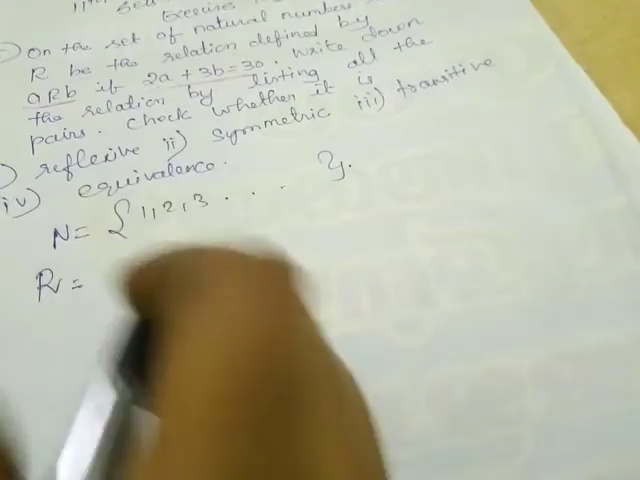 11th
Exercise
On the set of natural number
R be the relation defined by
aRb if 2a + 3b = 30. write down
the relation by listing all the
pairs. Check whether it is
) reflexive ii) symmetric iii) transitive
iv) equivalence.
N = { 1, 2, 3 . . . . }.
R =